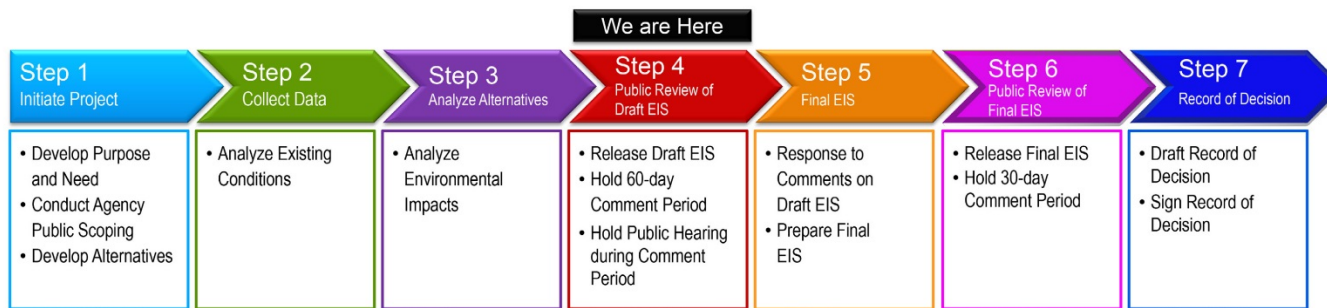 We are Here
Step 1
Initiate Project
• Develop Purpose
and Need
• Conduct Agency
Public Scoping
• Develop Alternatives
Step 2
Collect Data
• Analyze Existing
Conditions
Step 3
Analyze Alternatives
• Analyze
Environmental
Impacts
Step 4
Public Review of
Draft EIS
• Release Draft EIS
• Hold 60-day
Comment Period
• Hold Public Hearing
during Comment
Period
Step 5
Final EIS
• Response to
Comments on
Draft EIS
• Prepare Final
EIS
Step 6
Public Review of
Final EIS
• Release Final EIS
• Hold 30-day
Comment Period
Step 7
Record of Decision
• Draft Record of
Decision
• Sign Record of
Decision